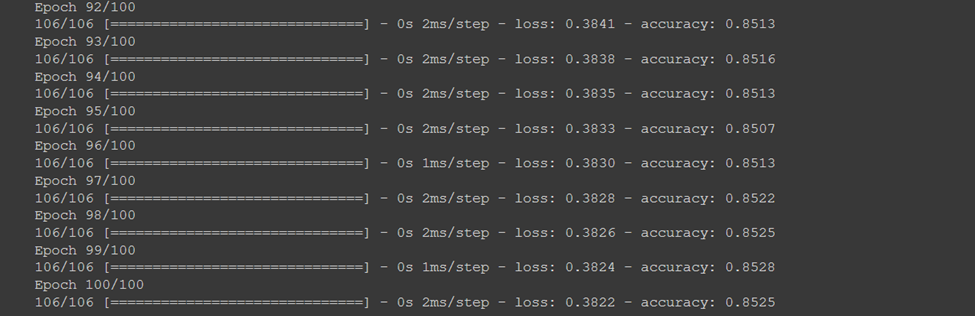 Epoch 92/100
106/106 [==============================] - 0s 2ms/step - loss: 0.3841 - accuracy: 0.8513
Epoch 93/100
106/106 [==============================] - 0s 2ms/step - loss: 0.3838 - accuracy: 0.8516
Epoch 94/100
106/106 [==============================] - 0s 2ms/step - loss: 0.3835 - accuracy: 0.8513
Epoch 95/100
106/106 [==============================] - 0s 2ms/step - loss: 0.3833 - accuracy: 0.8507
Epoch 96/100
106/106 [==============================] - 0s 1ms/step - loss: 0.3830 - accuracy: 0.8513
Epoch 97/100
106/106 [==============================] - 0s 2ms/step - loss: 0.3828 - accuracy: 0.8522
Epoch 98/100
106/106 [==============================] - 0s 2ms/step - loss: 0.3826 - accuracy: 0.8525
Epoch 99/100
106/106 [==============================] - 0s 1ms/step - loss: 0.3824 - accuracy: 0.8528
Epoch 100/100
106/106 [==============================] - 0s 2ms/step - loss: 0.3822 - accuracy: 0.8525